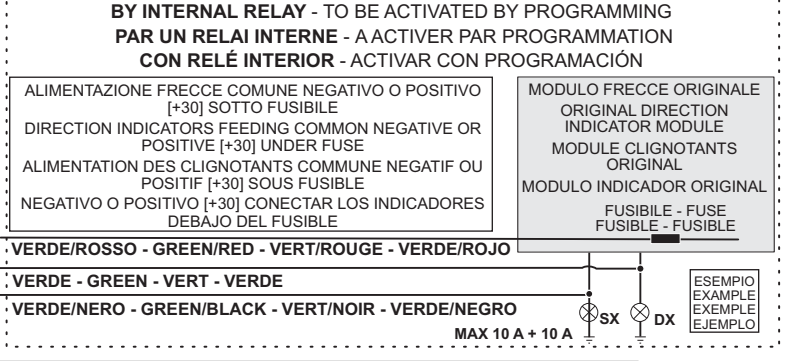 BY INTERNAL RELAY - TO BE ACTIVATED BY PROGRAMMING
PAR UN RELAI INTERNE - A ACTIVER PAR PROGRAMMATION
CON RELÉ INTERIOR - ACTIVAR CON PROGRAMACIÓN
ALIMENTAZIONE FRECCE COMUNE NEGATIVO O POSITIVO
[+30] SOTTO FUSIBILE
DIRECTION INDICATORS FEEDING COMMON NEGATIVE OR
POSITIVE [+30] UNDER FUSE
ALIMENTATION DES CLIGNOTANTS COMMUNE NEGATIF OU
POSITIF [+30] SOUS FUSIBLE
NEGATIVO O POSITIVO [+30] CONECTAR LOS INDICADORES
DEBAJO DEL FUSIBLE
MODULO FRECCE ORIGINALE
ORIGINAL DIRECTION
INDICATOR MODULE
MODULE CLIGNOTANTS
ORIGINAL
MODULO INDICADOR ORIGINAL
FUSIBILE - FUSE
FUSIBLE - FUSIBLE
VERDE/ROSSO - GREEN/RED - VERT/ROUGE - VERDE/ROJO
VERDE - GREEN - VERT - VERDE
VERDE/NERO - GREEN/BLACK - VERT/NOIR - VERDE/NEGRO
MAX 10 A + 10 A
SX
DX
ESEMPIO
EXAMPLE
EXEMPLE
EJEMPLO